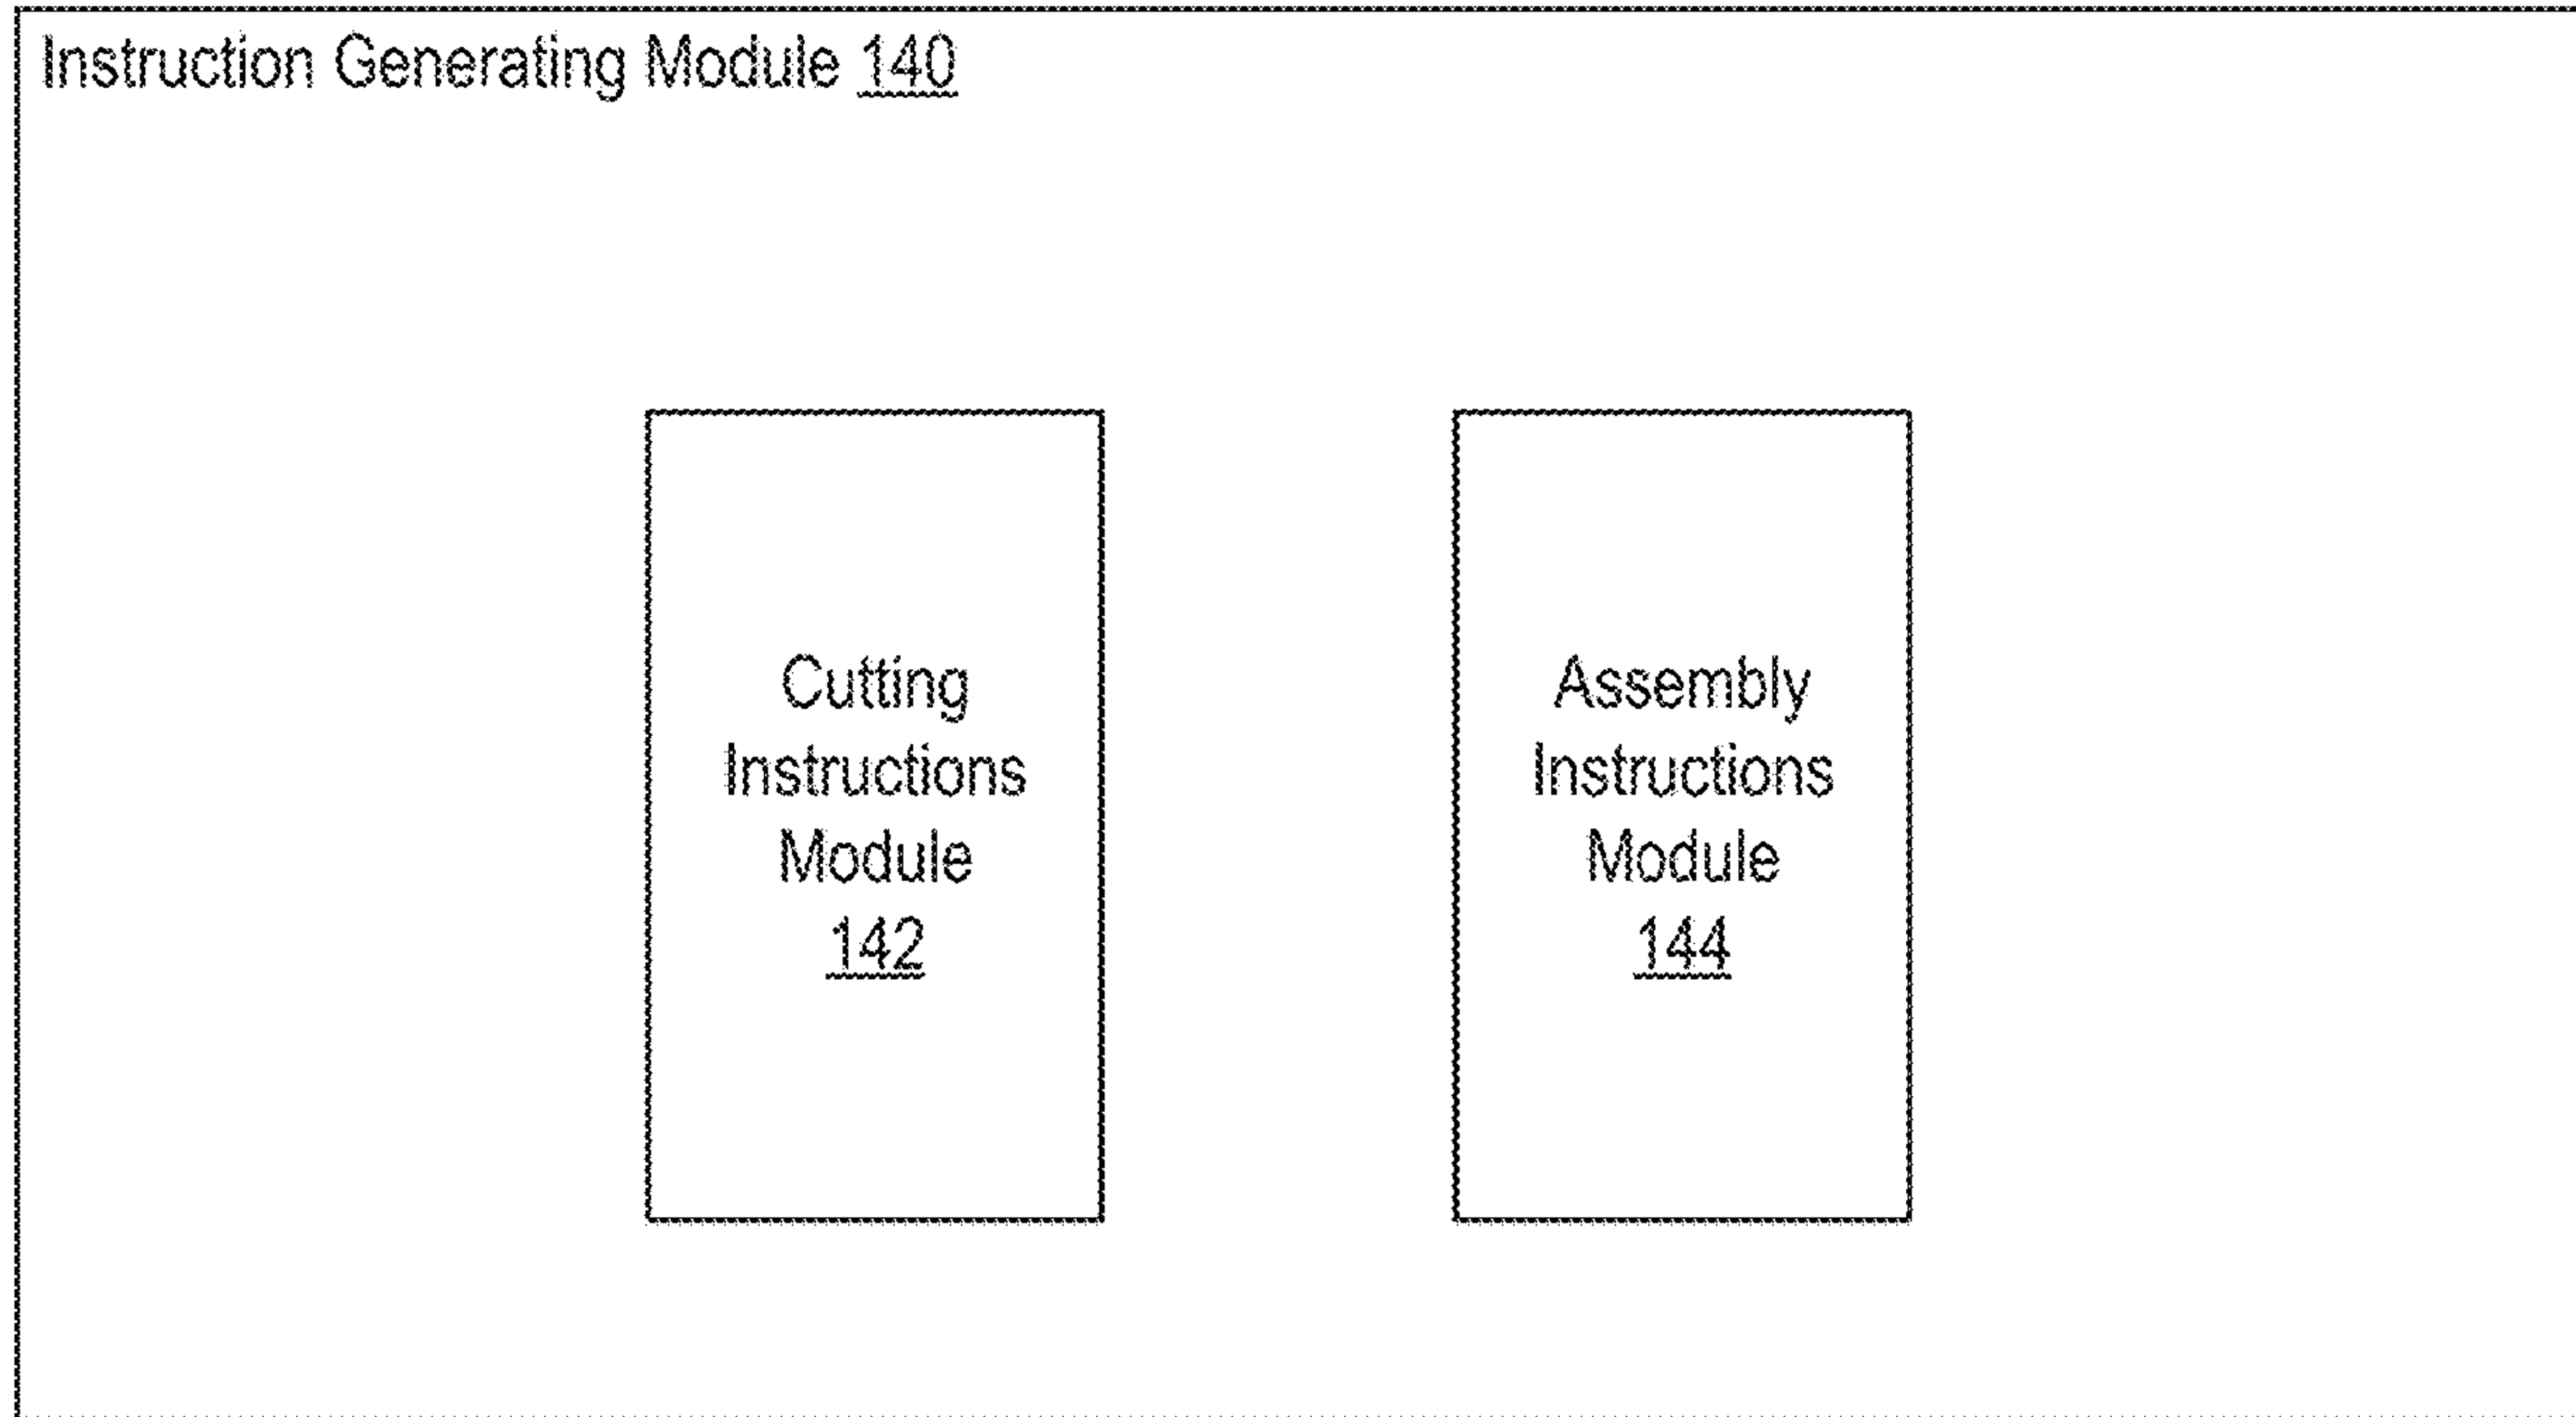 Instruction Generating Module 140
Cutting
Instructions
Module
142
Assembly
Instructions
Module
144